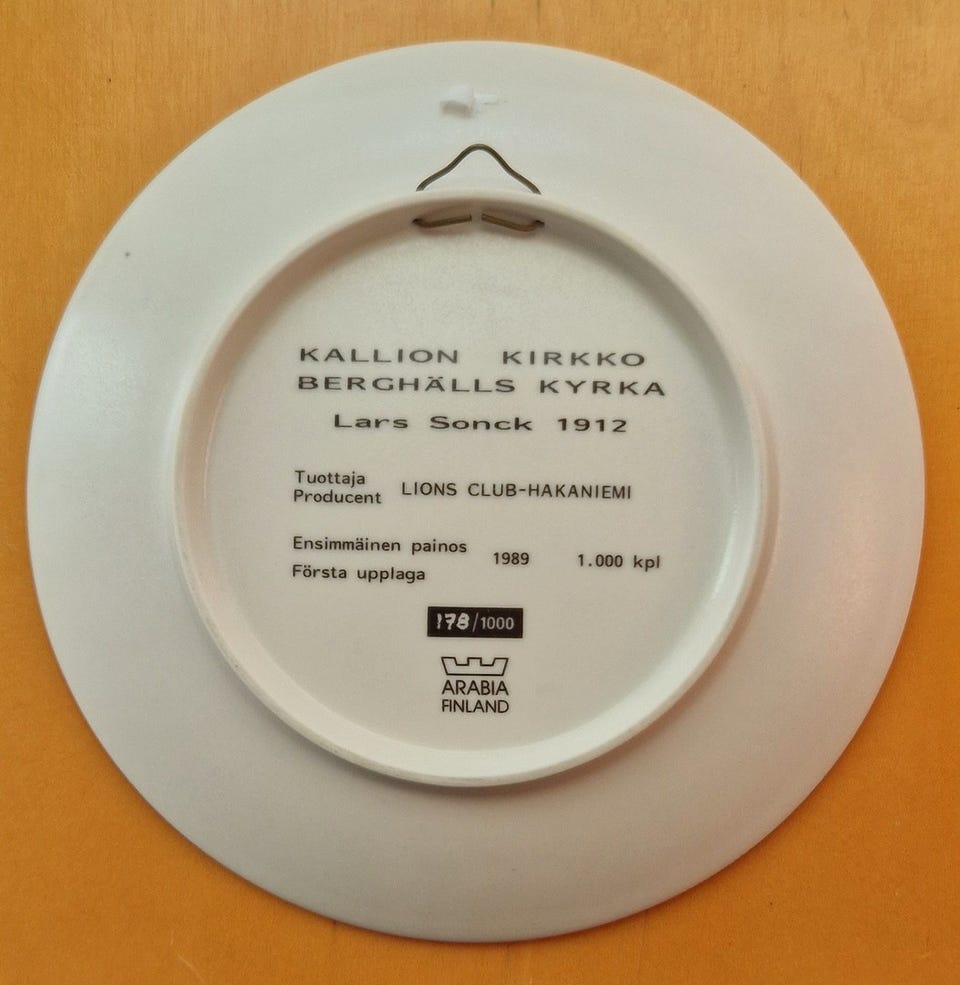 KALLION KIRKKO
BERGHÄLLS KYRKA
Lars Sonck 1912
Tuottaja
Producent LIONS CLUB-HAKANIEMI
Ensimmäinen painos
Första upplaga 1989 1.000 kpl
178/1000
ARABIA
FINLAND